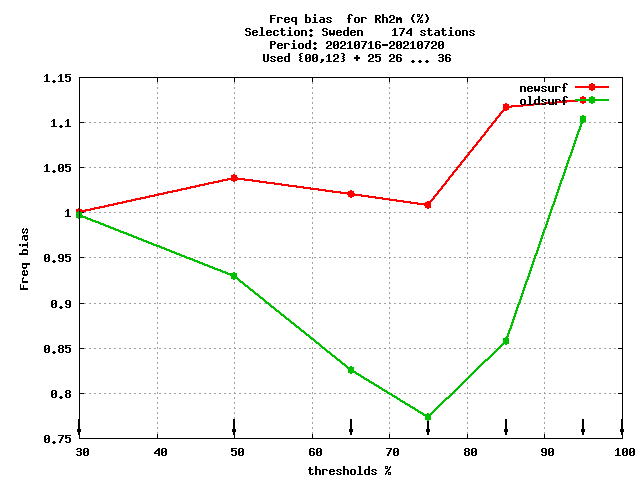 Freq bias  for Rh2m (%)
Selection: Sweden    174 stations
Period: 20210716-20210720
Used {00,12} + 25 26 ... 36
newsurf
oldsurf
1.15
1.1
1.05
1
0.95
0.9
0.85
0.8
0.75
Freq bias
30 40 50 60 70 80 90 100
thresholds %